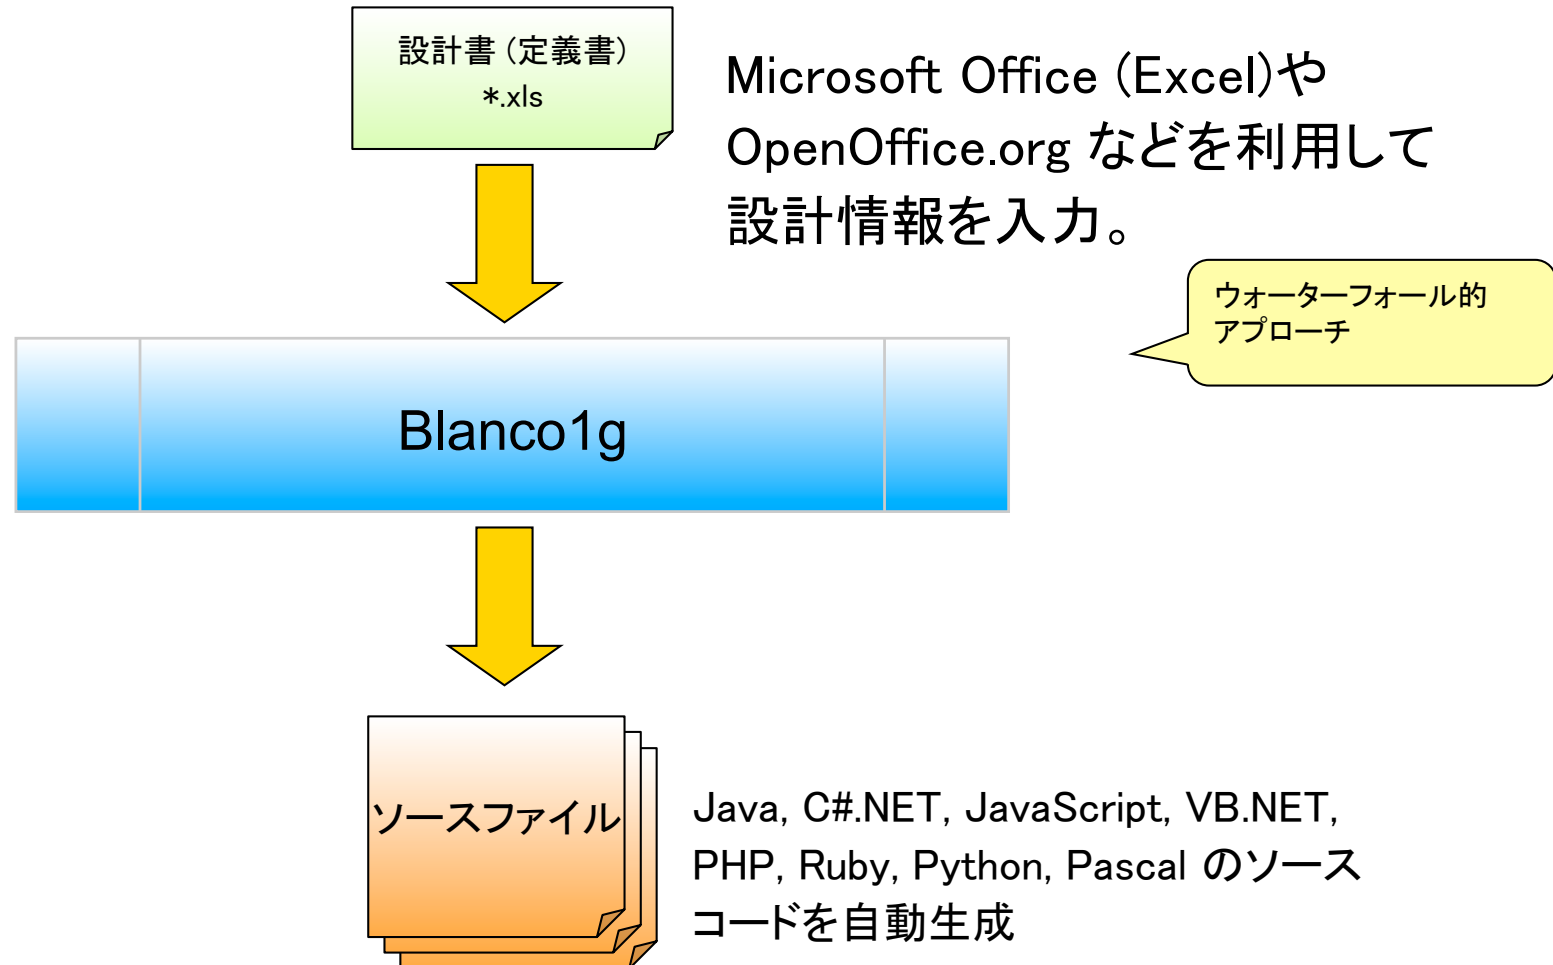 設計書 (定義書)
*.xls
Microsoft Office (Excel)や
OpenOffice.org などを利用して
設計情報を入力。
ウォーターフォール的
アプローチ
Blanco1g
ソースファイル
Java, C#.NET, JavaScript, VB.NET,
PHP, Ruby, Python, Pascal のソース
コードを自動生成